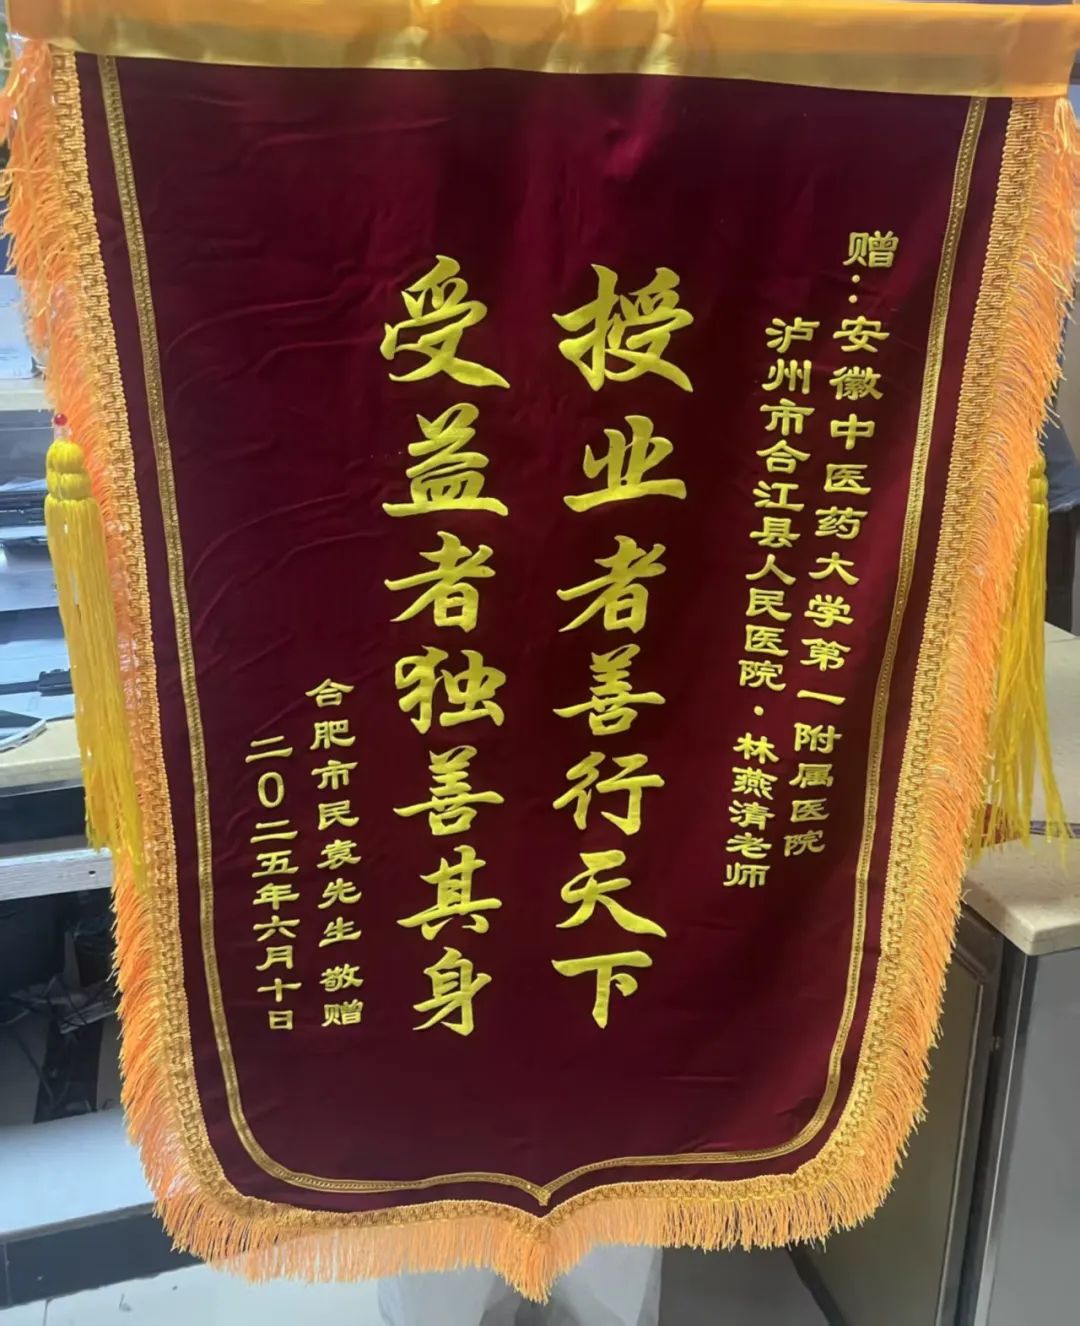 赠：安徽中医药大学第一附属医院
泸州市合江县人民医院·林燕清老师
授业者善行天下
受益者独善其身
合肥市民袁先生 敬赠
二〇二五年六月十日